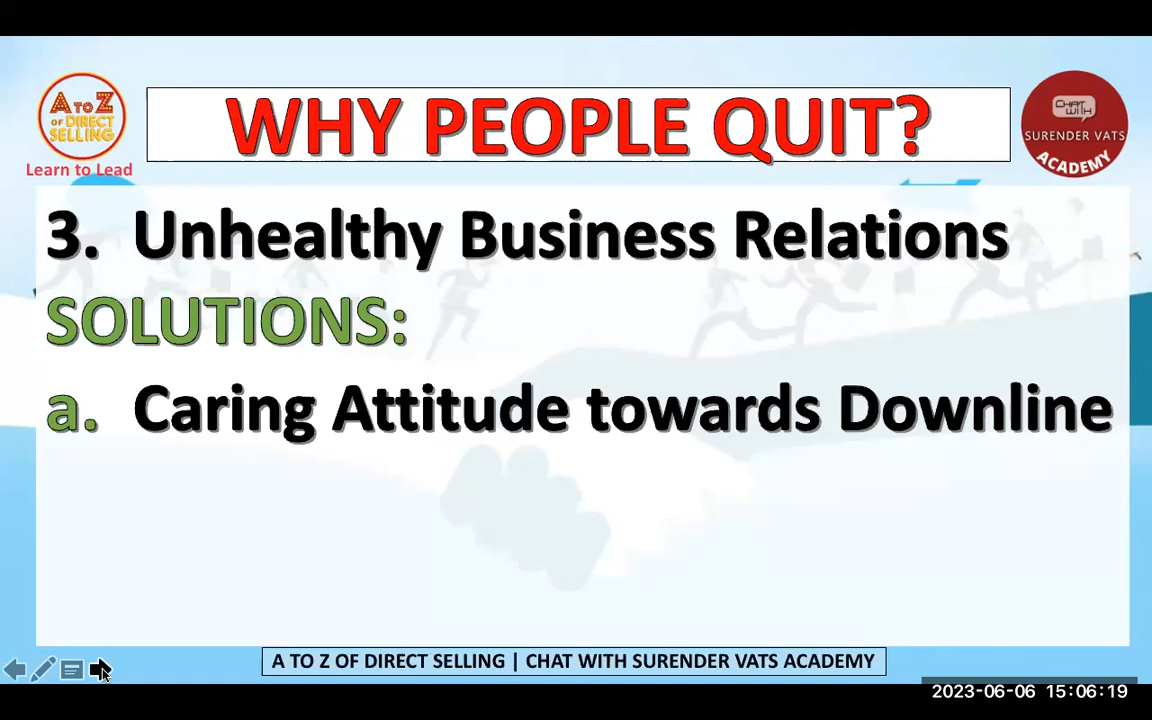 A TO Z
OF DIRECT
SELLING
Learn to Lead
WHY PEOPLE QUIT?
CHAT
WITH
SURENDER VATS
ACADEMY
3. Unhealthy Business Relations
SOLUTIONS:
a. Caring Attitude towards Downline
A TO Z OF DIRECT SELLING | CHAT WITH SURENDER VATS ACADEMY
2023-06-06 15:06:19